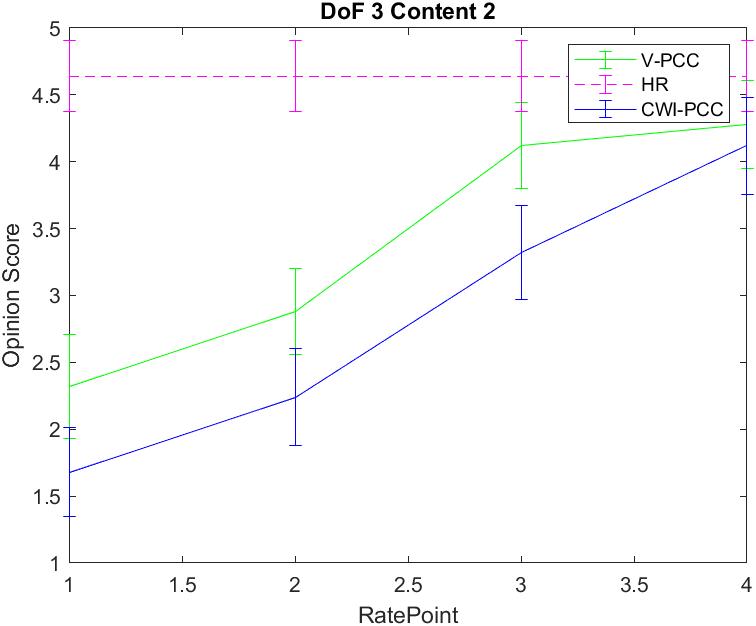 DoF 3 Content 2
5
4.5
4
3.5
3
2.5
2
1.5
1
Opinion Score
V-PCC
HR
CWI-PCC
1 1.5 2 2.5 3 3.5 4
RatePoint